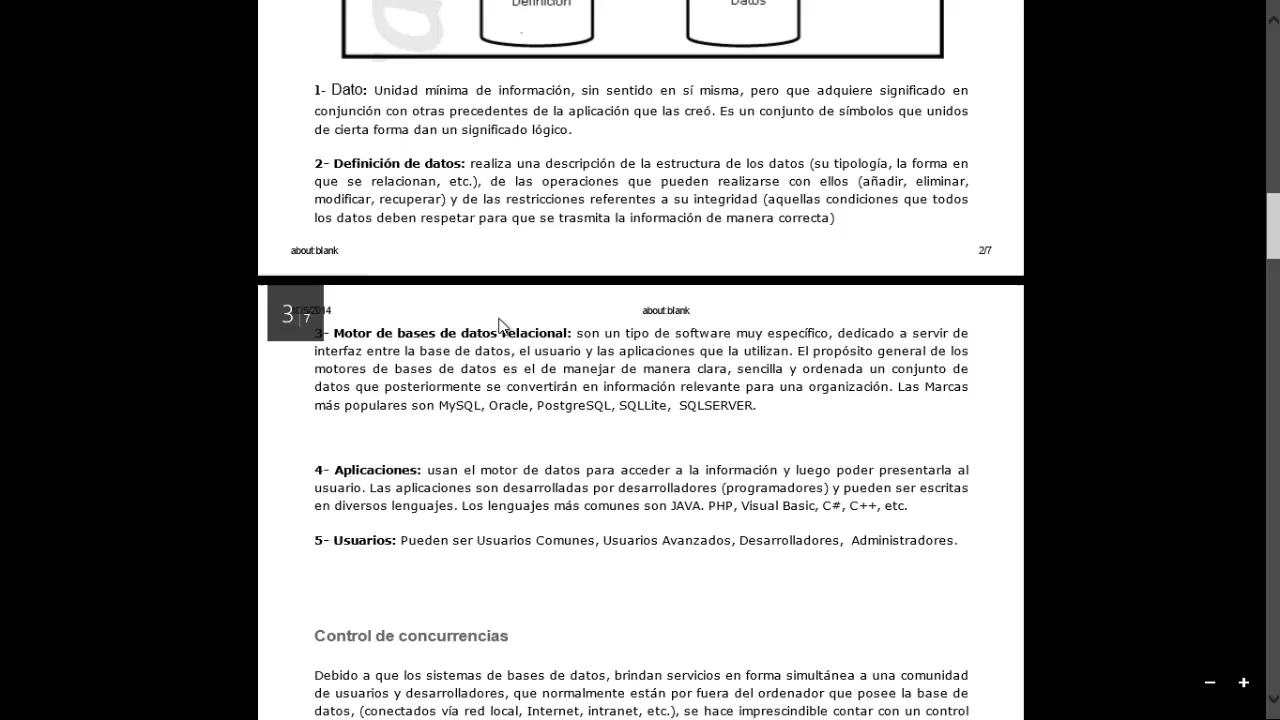 Definición
Datos
1- Dato: Unidad mínima de información, sin sentido en sí misma, pero que adquiere significado en
conjunción con otras precedentes de la aplicación que las creó. Es un conjunto de símbolos que unidos
de cierta forma dan un significado lógico.
2- Definición de datos: realiza una descripción de la estructura de los datos (su tipología, la forma en
que se relacionan, etc.), de las operaciones que pueden realizarse con ellos (añadir, eliminar,
modificar, recuperar) y de las restricciones referentes a su integridad (aquellas condiciones que todos
los datos deben respetar para que se trasmita la información de manera correcta)
about:blank 2/7
3 | 7
2014 about:blank
3- Motor de bases de datos relacional: son un tipo de software muy específico, dedicado a servir de
interfaz entre la base de datos, el usuario y las aplicaciones que la utilizan. El propósito general de los
motores de bases de datos es el de manejar de manera clara, sencilla y ordenada un conjunto de
datos que posteriormente se convertirán en información relevante para una organización. Las Marcas
más populares son MySQL, Oracle, PostgreSQL, SQLLite, SQLSERVER.
4- Aplicaciones: usan el motor de datos para acceder a la información y luego poder presentarla al
usuario. Las aplicaciones son desarrolladas por desarrolladores (programadores) y pueden ser escritas
en diversos lenguajes. Los lenguajes más comunes son JAVA. PHP, Visual Basic, C#, C++, etc.
5- Usuarios: Pueden ser Usuarios Comunes, Usuarios Avanzados, Desarrolladores, Administradores.
Control de concurrencias
Debido a que los sistemas de bases de datos, brindan servicios en forma simultánea a una comunidad
de usuarios y desarrolladores, que normalmente están por fuera del ordenador que posee la base de
datos, (conectados vía red local, Internet, intranet, etc.), se hace imprescindible contar con un control